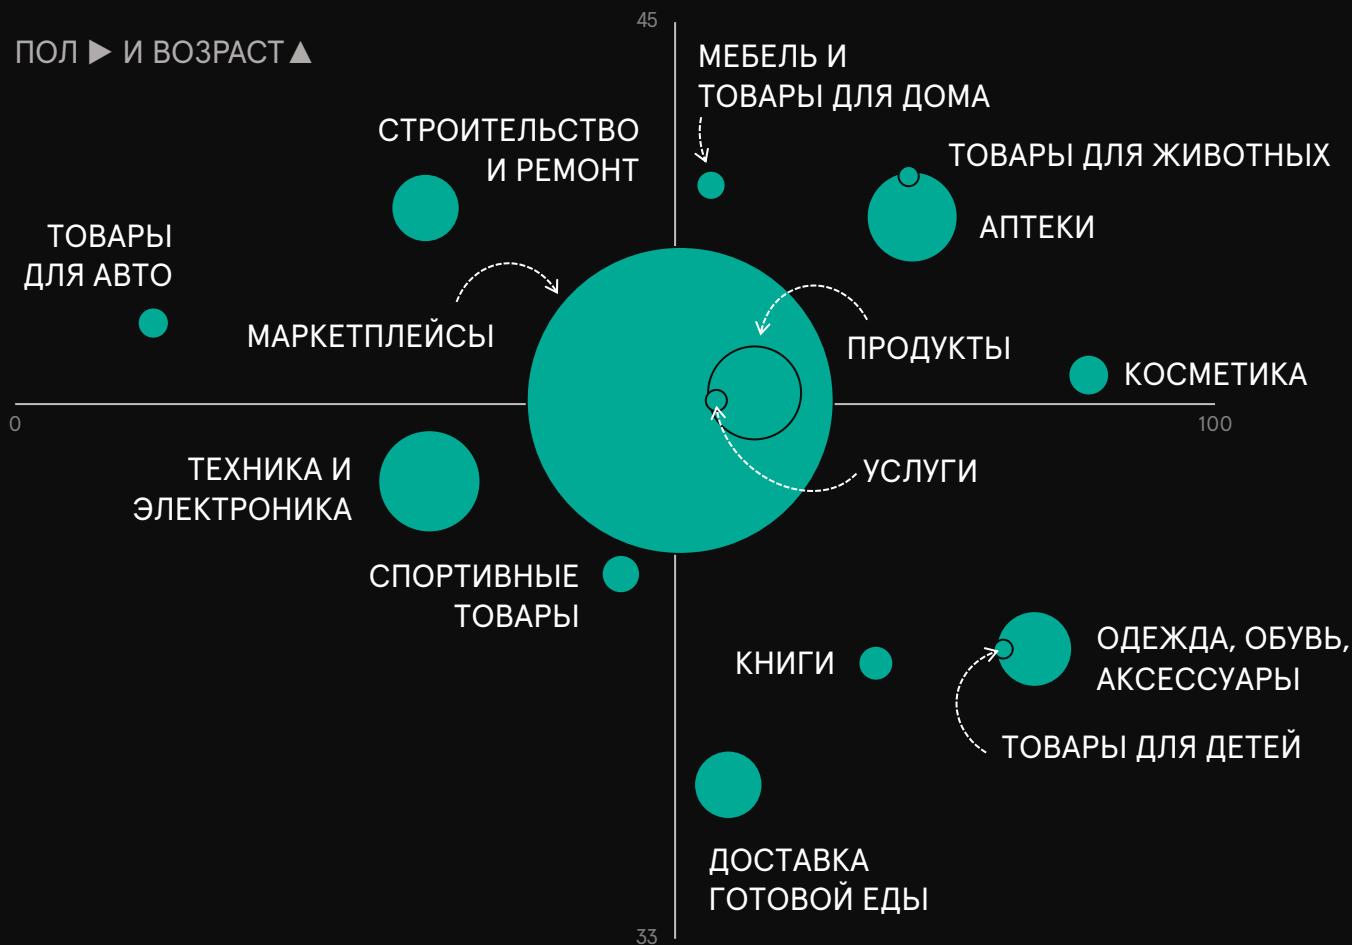 45
ПОЛ ▶ И ВОЗРАСТ▲
МЕБЕЛЬ И
ТОВАРЫ ДЛЯ ДОМА
СТРОИТЕЛЬСТВО
И РЕМОНТ
ТОВАРЫ ДЛЯ ЖИВОТНЫХ
АПТЕКИ
ТОВАРЫ
ДЛЯ АВТО
МАРКЕТПЛЕЙСЫ
ПРОДУКТЫ
КОСМЕТИКА
0
100
ТЕХНИКА И
ЭЛЕКТРОНИКА
УСЛУГИ
СПОРТИВНЫЕ
ТОВАРЫ
КНИГИ
ОДЕЖДА, ОБУВЬ,
АКСЕССУАРЫ
ТОВАРЫ ДЛЯ ДЕТЕЙ
ДОСТАВКА
ГОТОВОЙ ЕДЫ
33